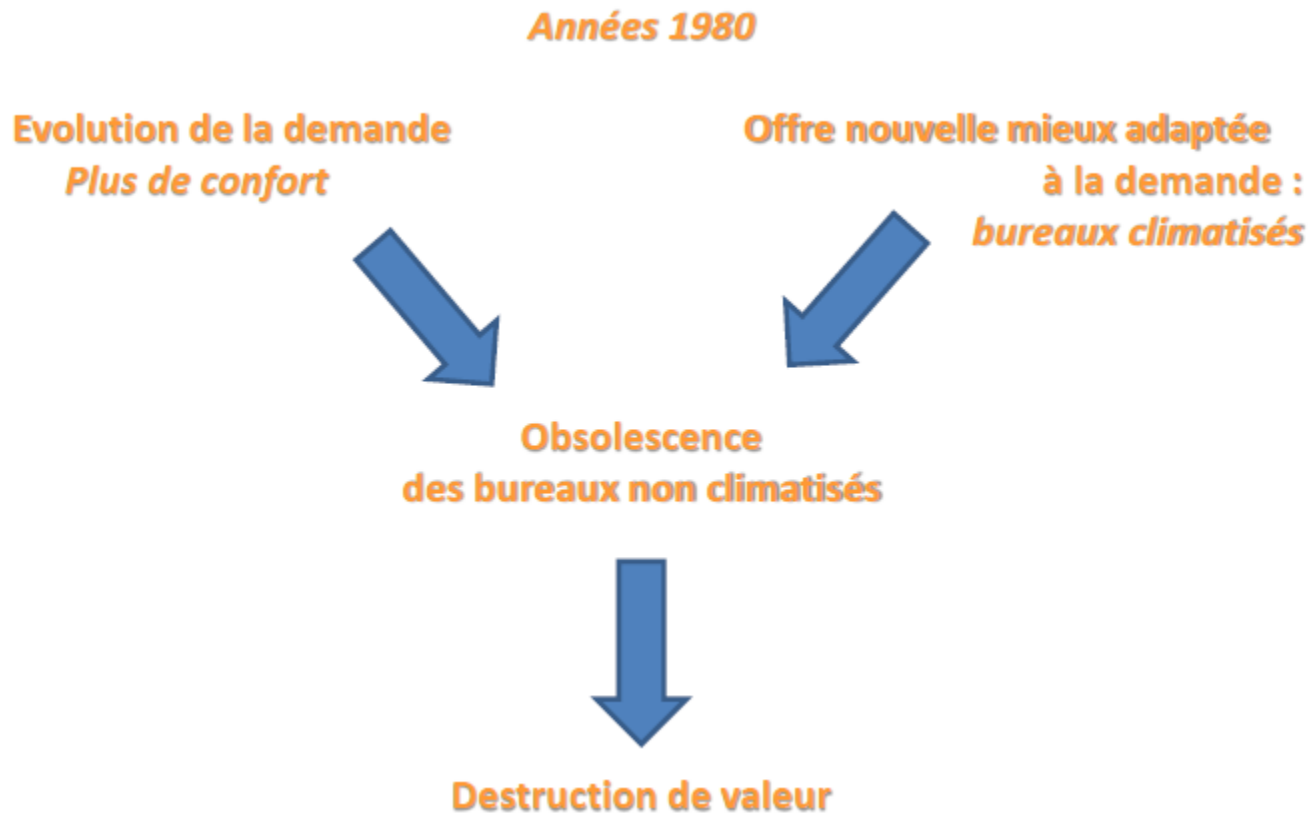 Années 1980
Evolution de la demande
Plus de confort
Offre nouvelle mieux adaptée
à la demande :
bureaux climatisés
Obsolescence
des bureaux non climatisés
Destruction de valeur